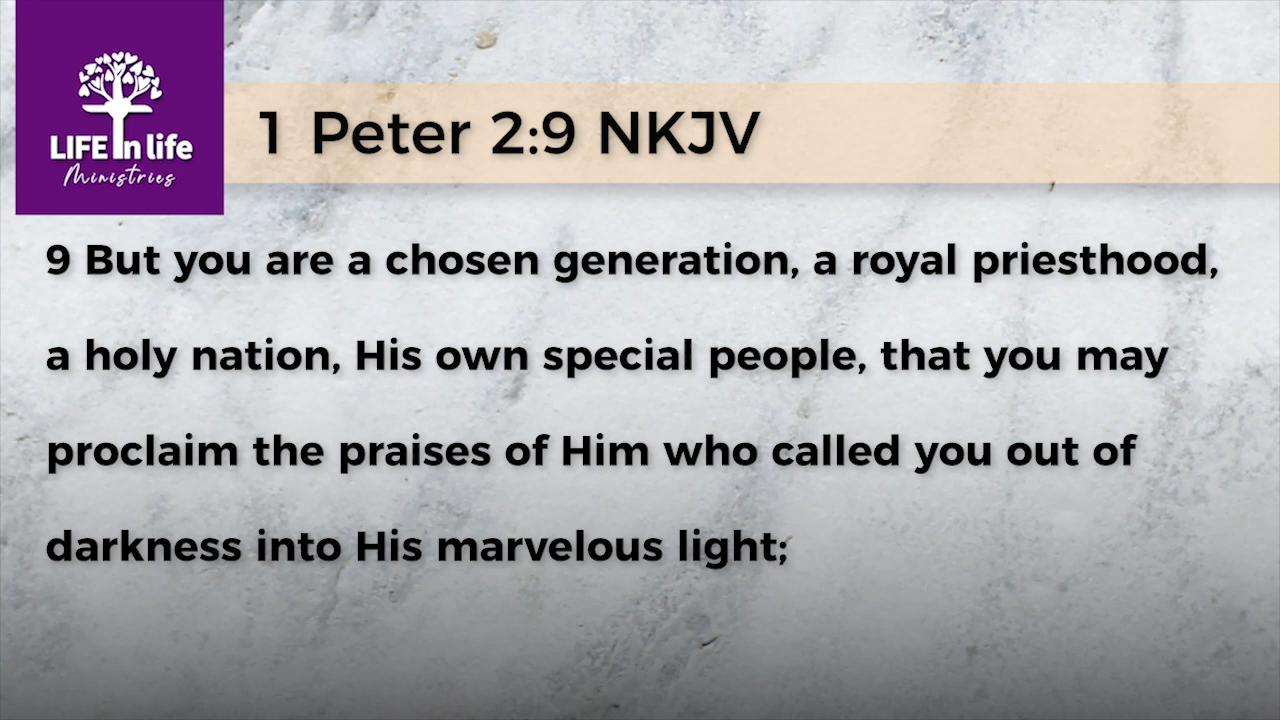 LIFE in life
Ministries
1 Peter 2:9 NKJV
9 But you are a chosen generation, a royal priesthood,
a holy nation, His own special people, that you may
proclaim the praises of Him who called you out of
darkness into His marvelous light;